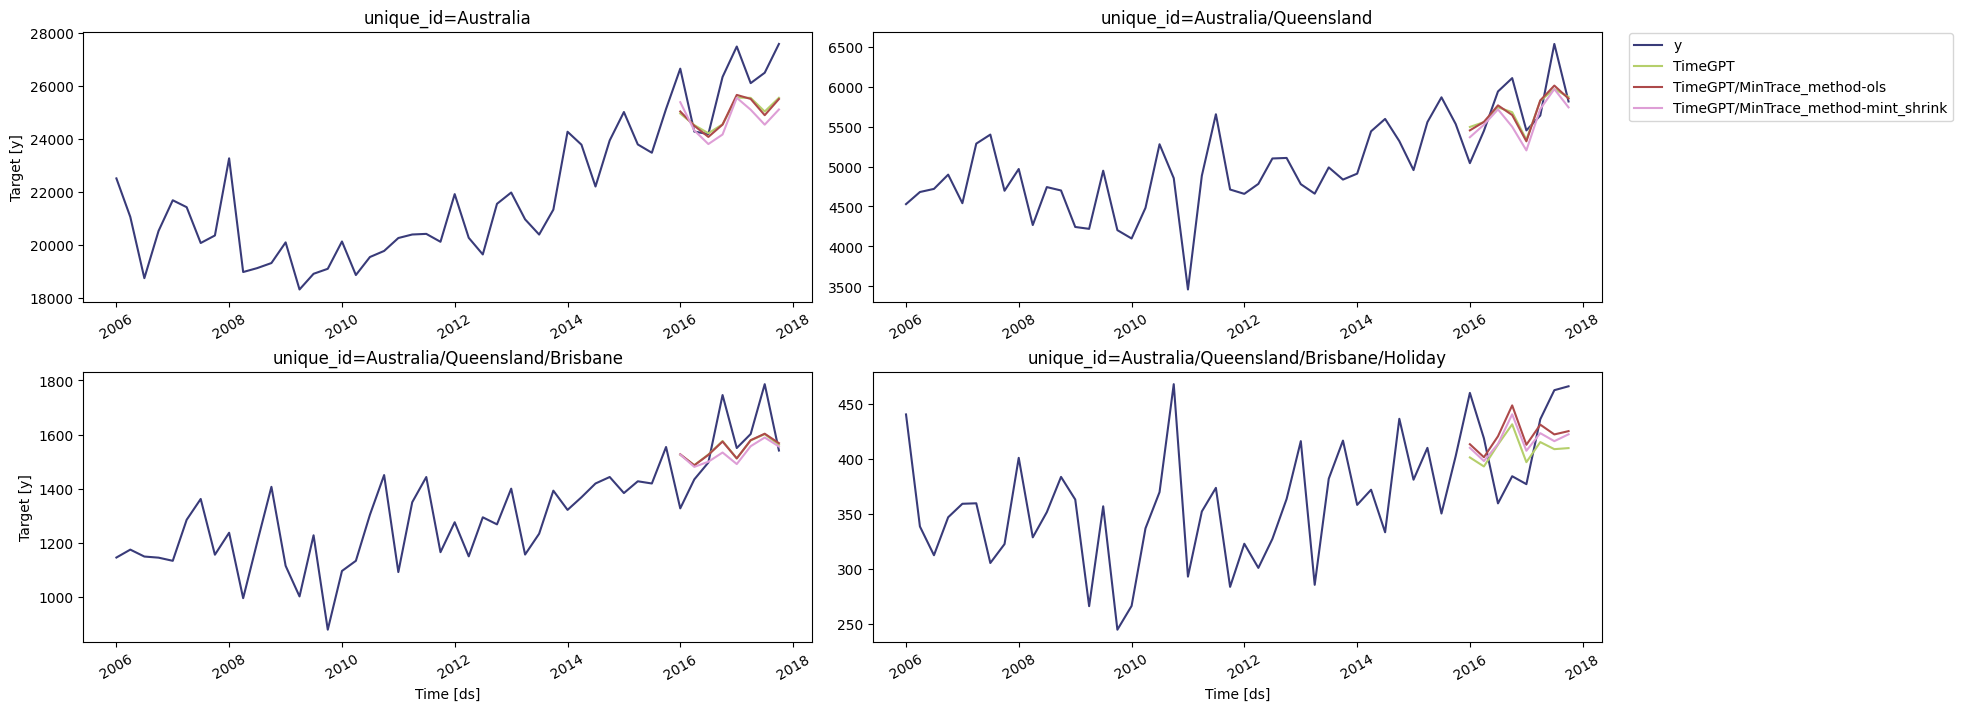 unique_id=Australia
Target [y]
28000
26000
24000
22000
20000
18000
2006 2008 2010 2012 2014 2016 2018
unique_id=Australia/Queensland
6500
6000
5500
5000
4500
4000
3500
2006 2008 2010 2012 2014 2016 2018
y
TimeGPT
TimeGPT/MinTrace_method-ols
TimeGPT/MinTrace_method-mint_shrink
unique_id=Australia/Queensland/Brisbane
Target [y]
1800
1600
1400
1200
1000
2006 2008 2010 2012 2014 2016 2018
Time [ds]
unique_id=Australia/Queensland/Brisbane/Holiday
450
400
350
300
250
2006 2008 2010 2012 2014 2016 2018
Time [ds]